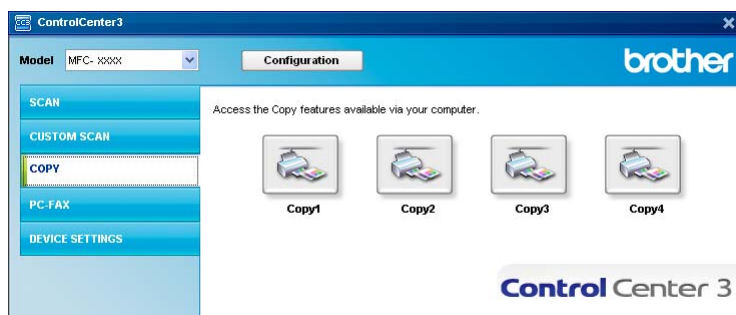 CC3 ControlCenter3
Model MFC- XXXX Configuration brother
SCAN
CUSTOM SCAN
COPY
PC-FAX
DEVICE SETTINGS
Access the Copy features available via your computer.
Copy1 Copy2 Copy3 Copy4
Control Center 3